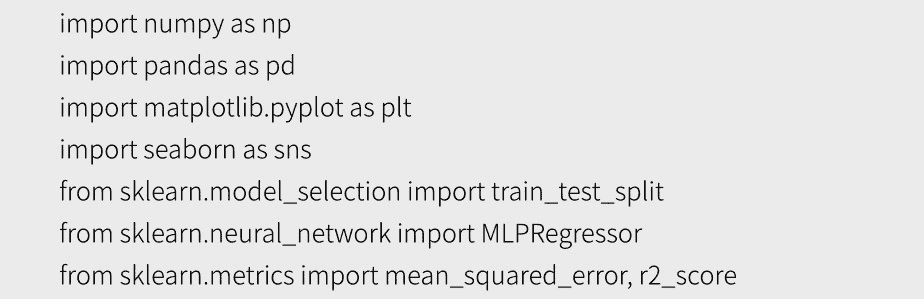 import numpy as np
import pandas as pd
import matplotlib.pyplot as plt
import seaborn as sns
from sklearn.model_selection import train_test_split
from sklearn.neural_network import MLPRegressor
from sklearn.metrics import mean_squared_error, r2_score